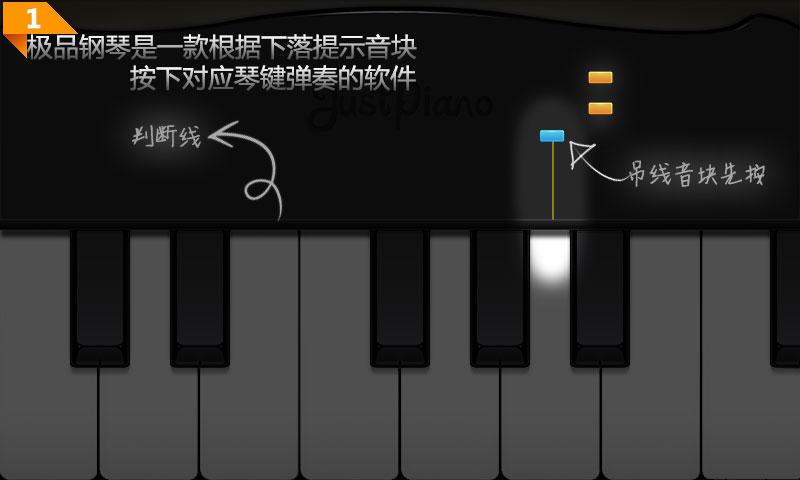 1
极品钢琴是一款根据下落提示音块
按下对应琴键弹奏的软件
JustPiano
判断线
吊线音块先按